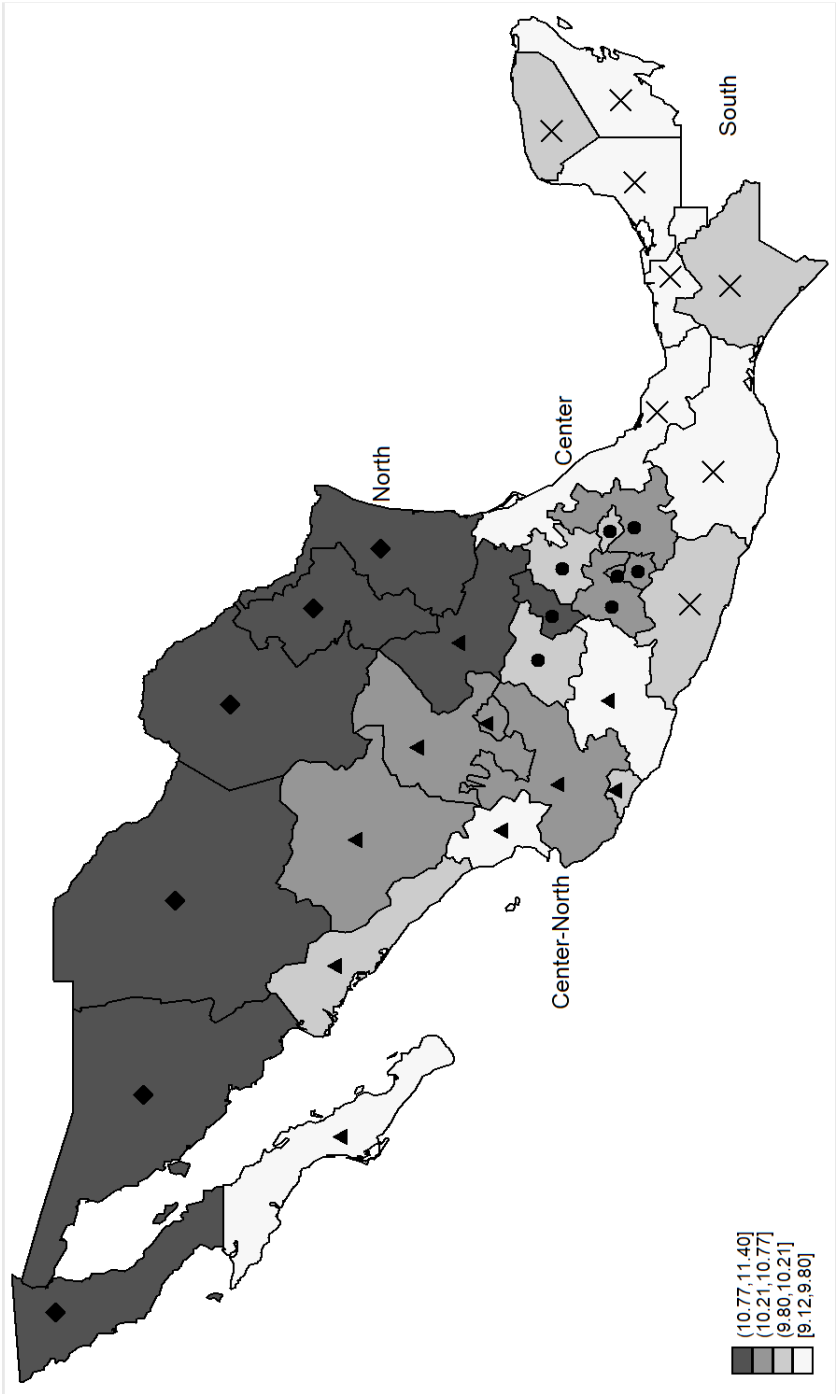 North
Center
South
Center-North
(10.77,11.40]
(10.21,10.77]
(9.80,10.21]
[9.12,9.80]